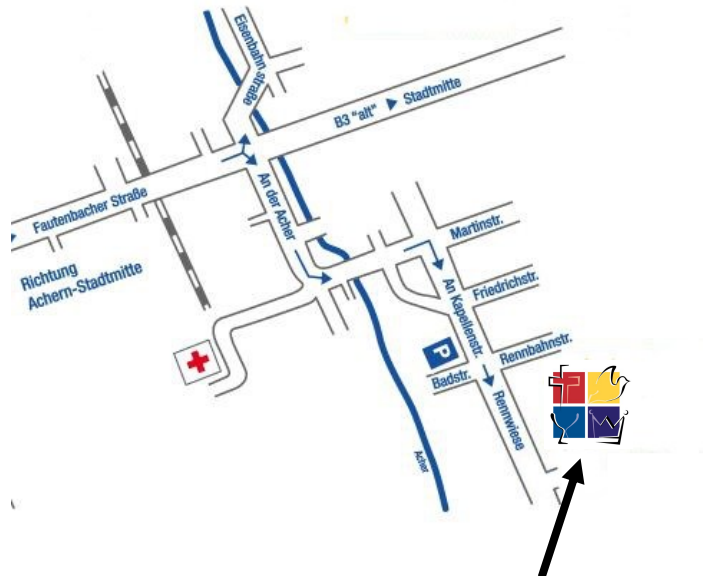 Eisenbahn Straße
B3 "alt" Stadtmitte
An der Acher
Fautenbacher Straße
Richtung
Achern-Stadtmitte
Martinstr.
An Kapellenstr.
Friedrichstr.
P
Rennbahnstr.
Badstr.
Rennwiese
Acher